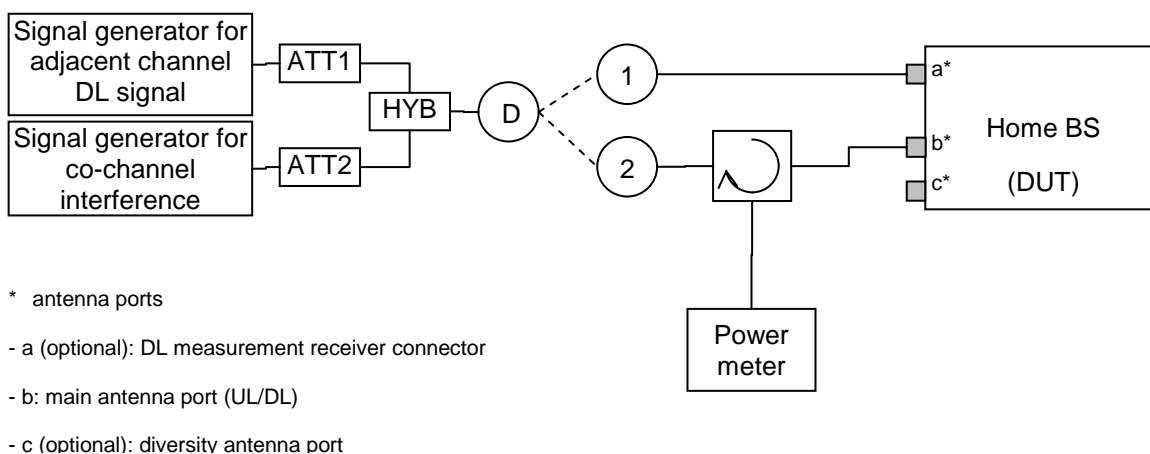 Signal generator for
adjacent channel
DL signal
ATT1
HYB
D
1
2
a*
b*
c*
Home BS
(DUT)
Signal generator for
co-channel
interference
ATT2
Power
meter
* antenna ports
- a (optional): DL measurement receiver connector
- b: main antenna port (UL/DL)
- c (optional): diversity antenna port